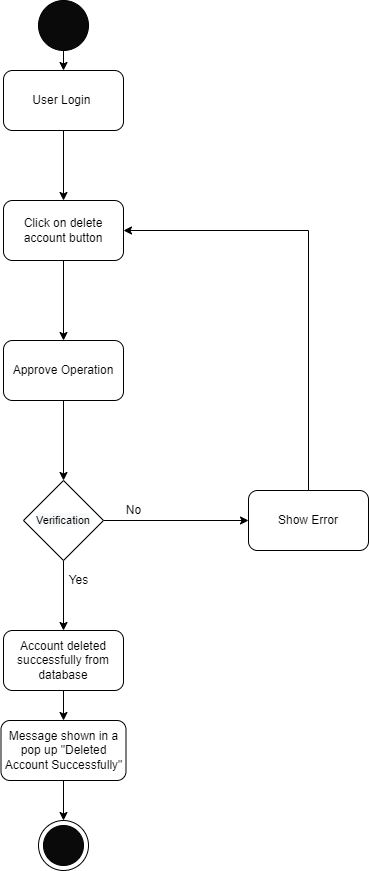 User Login
Click on delete
account button
Approve Operation
Verification
No
Show Error
Yes
Account deleted
successfully from
database
Message shown in a
pop up "Deleted
Account Successfully"